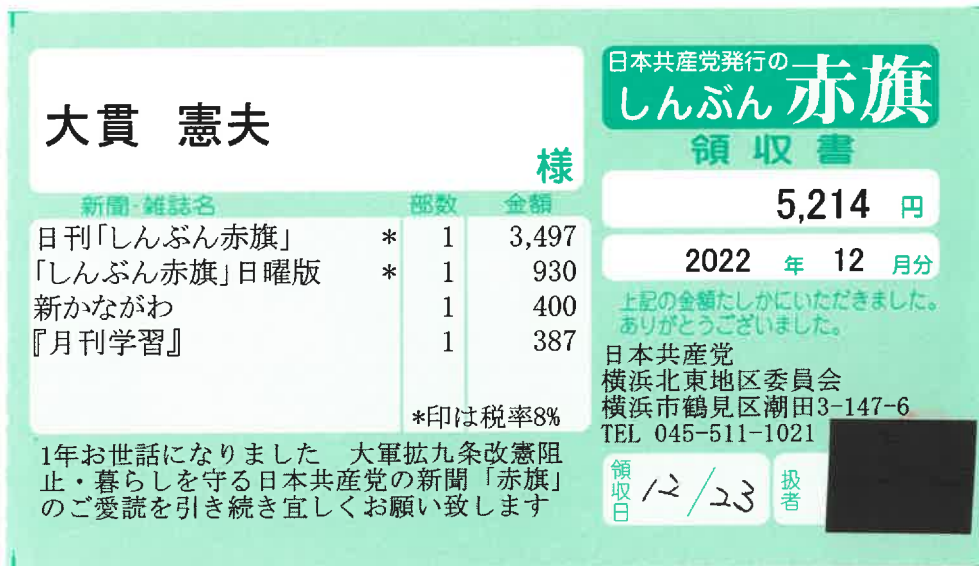 大貫 憲夫 様
新聞・雑誌名 部数 金額
日刊「しんぶん赤旗」 * 1 3,497
「しんぶん赤旗」日曜版 * 1 930
新かながわ 1 400
『月刊学習』 1 387
*印は税率8%
1年お世話になりました 大軍拡九条改憲阻
止・暮らしを守る日本共産党の新聞「赤旗」
のご愛読を引き続き宜しくお願い致します
日本共産党発行の
しんぶん赤旗
領収書
5,214 円
2022 年 12 月分
上記の金額たしかにいただきました。
ありがとうございました。
日本共産党
横浜北東地区委員会
横浜市鶴見区潮田3-147-6
TEL 045-511-1021
領収日 12/23 扱者